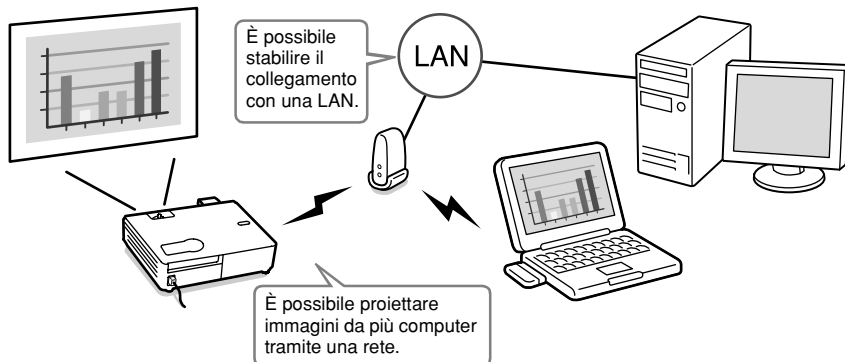 È possibile
stabilire il
collegamento
con una LAN.
LAN
È possibile proiettare
immagini da più computer
tramite una rete.